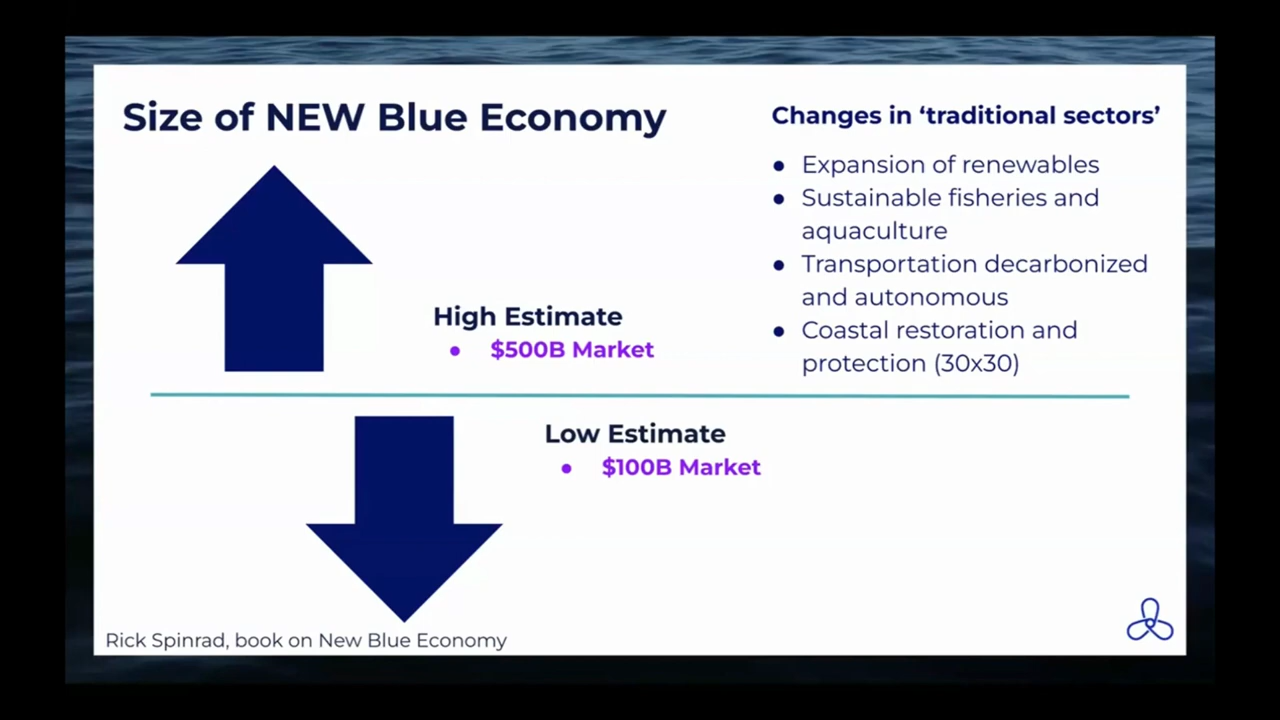 Size of NEW Blue Economy
High Estimate
● $500B Market
Low Estimate
● $100B Market
Changes in ‘traditional sectors’
● Expansion of renewables
● Sustainable fisheries and
aquaculture
● Transportation decarbonized
and autonomous
● Coastal restoration and
protection (30x30)
Rick Spinrad, book on New Blue Economy